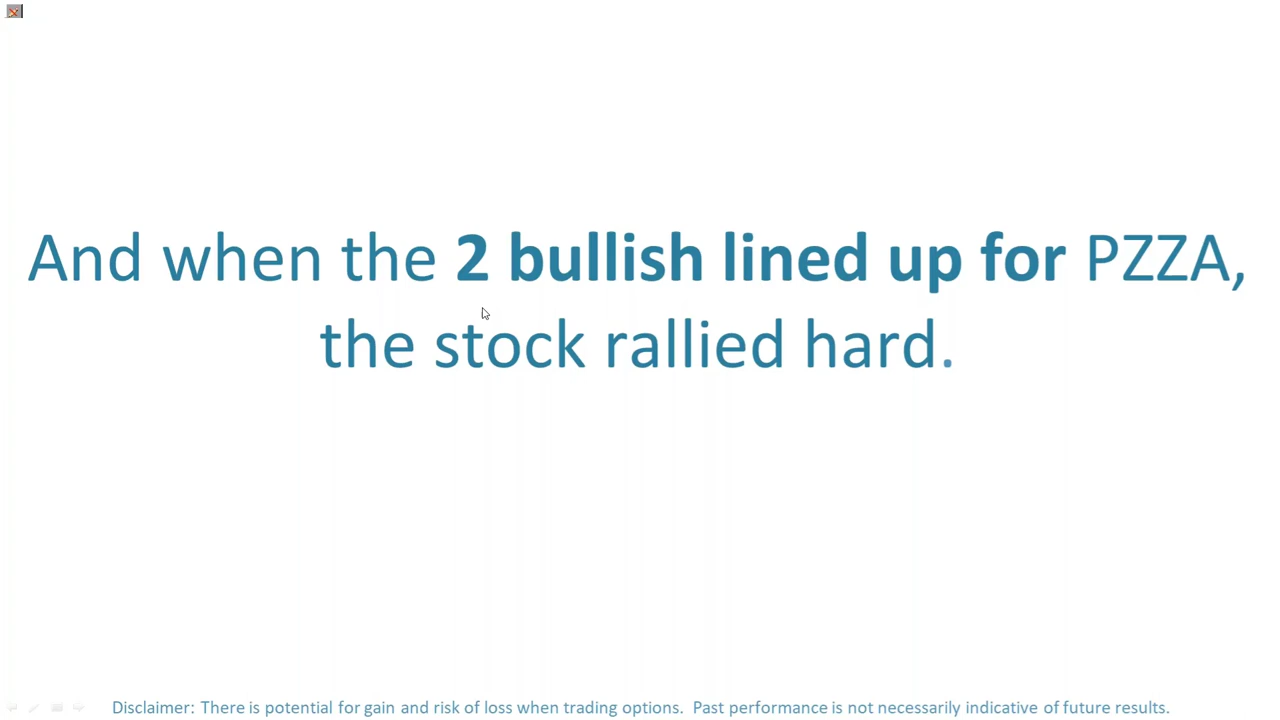 And when the 2 bullish lined up for PZZA,
the stock rallied hard.
Disclaimer: There is potential for gain and risk of loss when trading options.  Past performance is not necessarily indicative of future results.